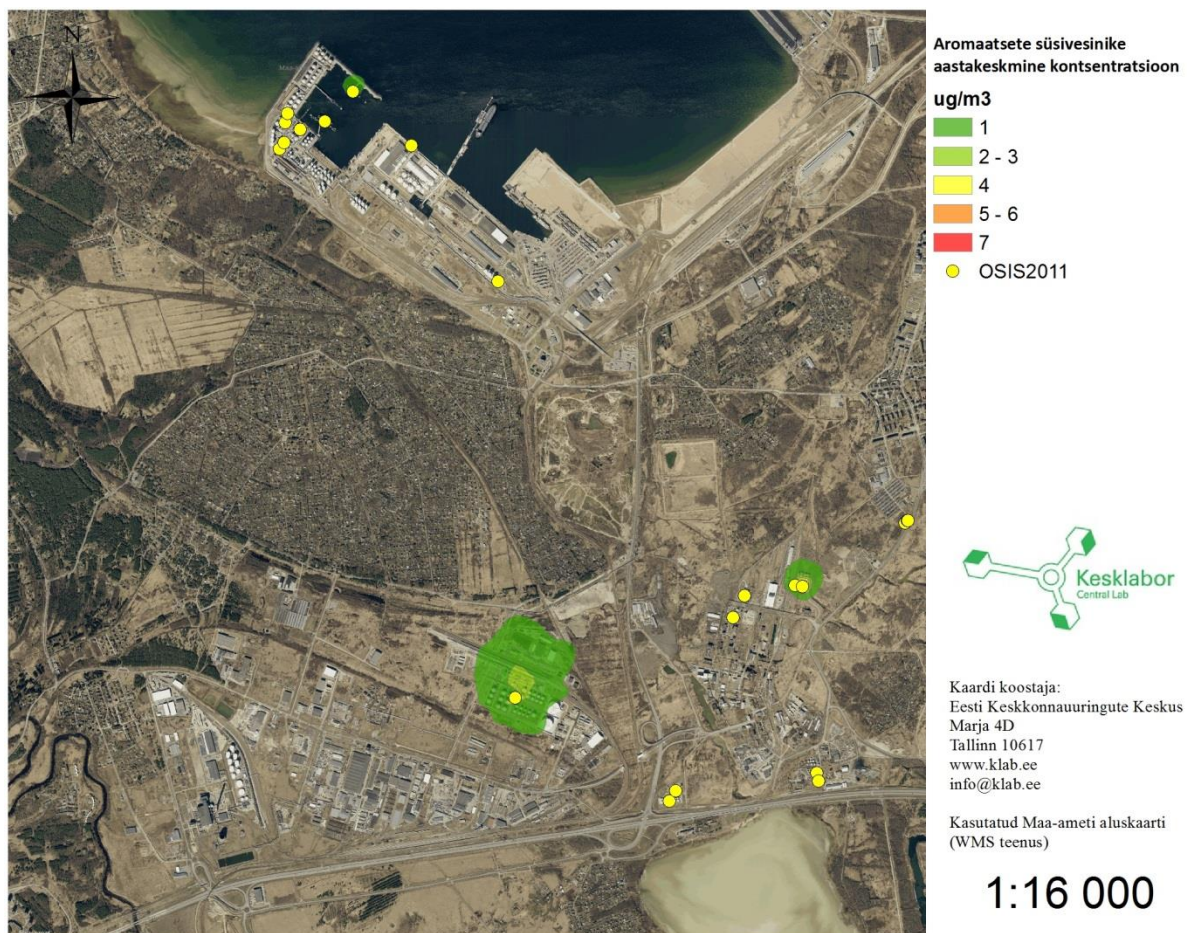 N
Aromaatsete süsivesinike
aastakeskmine kontsentratsioon
ug/m3
1
2 - 3
4
5 - 6
7
OSIS2011
Kesklabor
Central Lab
Kaardi koostaja:
Eesti Keskkonnauuringute Keskus
Marja 4D
Tallinn 10617
www.klab.ee
info@klab.ee
Kasutatud Maa-ameti aluskaarti
(WMS teenus)
1:16 000